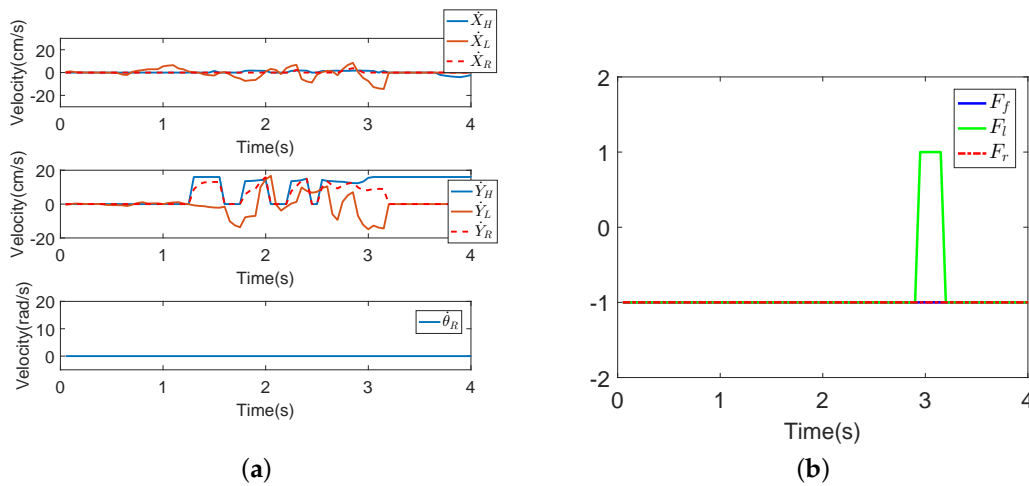 Ẋ_H
Ẋ_L
Ẋ_R
Velocity(cm/s)
20
0
-20
0 1 2 3 4
Time(s)
Velocity(cm/s)
20
0
-20
Ẏ_H
Ẏ_L
Ẏ_R
0 1 2 3 4
Time(s)
Velocity(rad/s)
20
10
0
θ̇_R
0 1 2 3 4
Time(s)
(a)
2
1
0
-1
-2
F_f
F_l
F_r
0 1 2 3 4
Time(s)
(b)